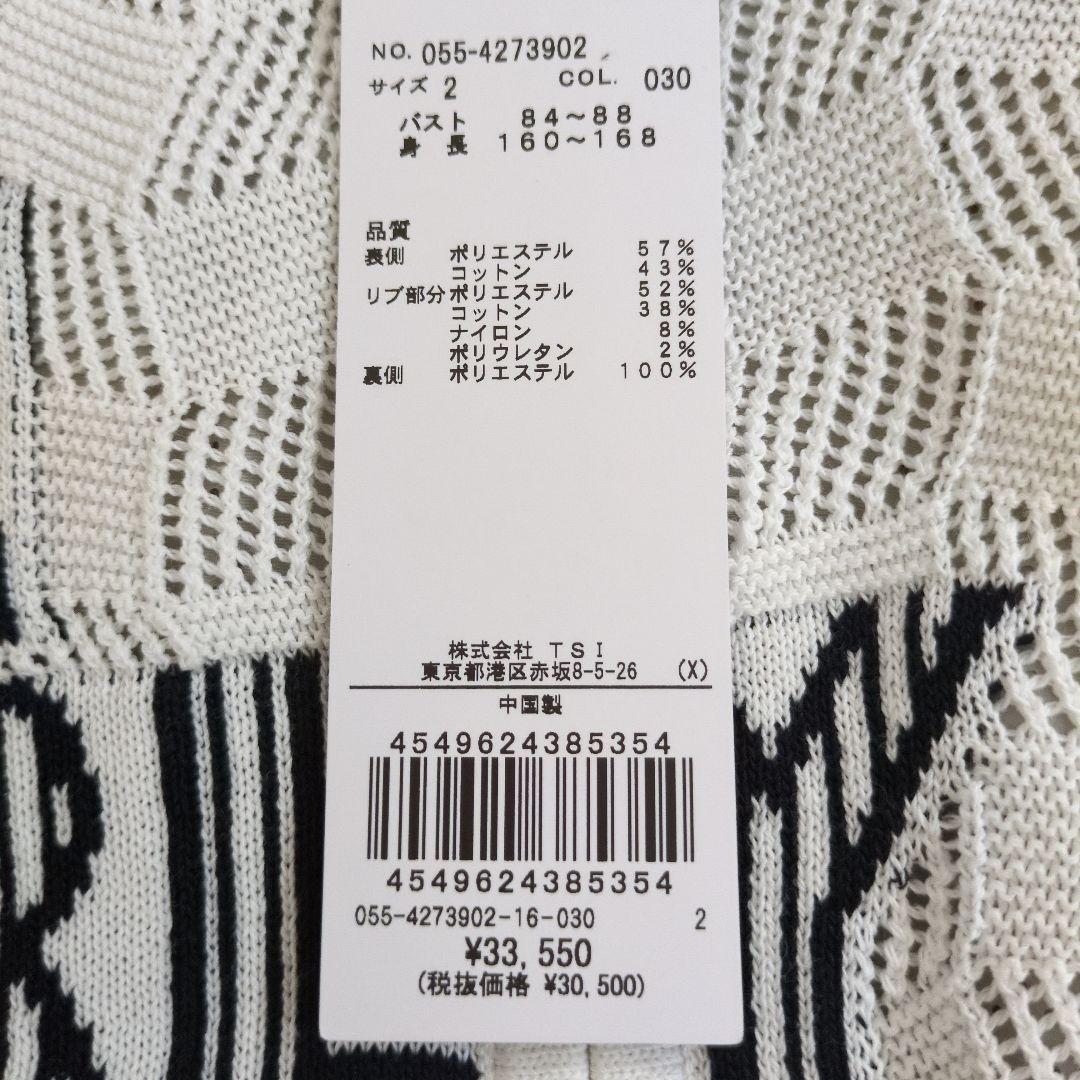 NO. 055-4273902
サイズ 2 COL. 030
バスト 84～88
身長 160～168
品質
表側 ポリエステル 57%
コットン 43%
リブ部分 ポリエステル 52%
コットン 38%
ナイロン 8%
ポリウレタン 2%
裏側 ポリエステル 100%
株式会社 TSI
東京都港区赤坂8-5-26 (X)
中国製
4549624385354
4549624385354
055-4273902-16-030 2
¥33,550
(税抜価格 ¥30,500)